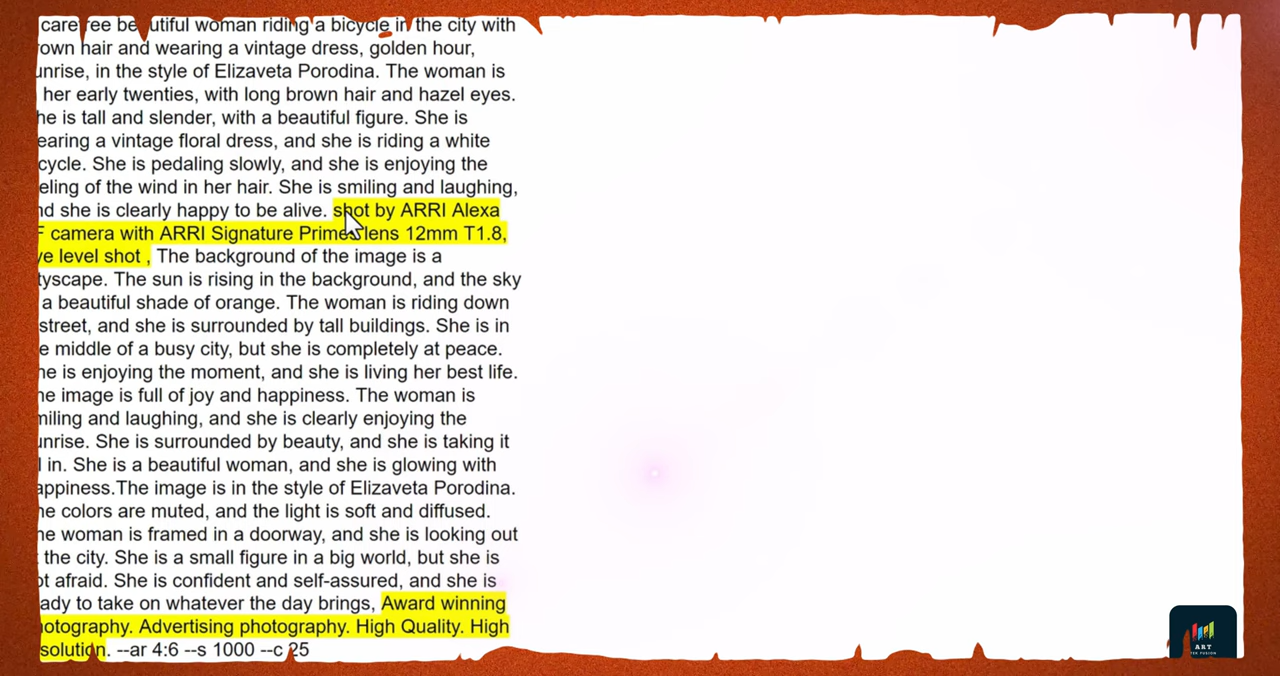 carefree beautiful woman riding a bicycle in the city with
own hair and wearing a vintage dress, golden hour,
unrise, in the style of Elizaveta Porodina. The woman is
her early twenties, with long brown hair and hazel eyes.
he is tall and slender, with a beautiful figure. She is
earing a vintage floral dress, and she is riding a white
cycle. She is pedaling slowly, and she is enjoying the
eling of the wind in her hair. She is smiling and laughing,
nd she is clearly happy to be alive. shot by ARRI Alexa
F camera with ARRI Signature Prime lens 12mm T1.8,
ye level shot , The background of the image is a
tyscape. The sun is rising in the background, and the sky
a beautiful shade of orange. The woman is riding down
street, and she is surrounded by tall buildings. She is in
e middle of a busy city, but she is completely at peace.
he is enjoying the moment, and she is living her best life.
he image is full of joy and happiness. The woman is
miling and laughing, and she is clearly enjoying the
unrise. She is surrounded by beauty, and she is taking it
l in. She is a beautiful woman, and she is glowing with
appiness.The image is in the style of Elizaveta Porodina.
he colors are muted, and the light is soft and diffused.
he woman is framed in a doorway, and she is looking out
t the city. She is a small figure in a big world, but she is
ot afraid. She is confident and self-assured, and she is
ady to take on whatever the day brings, Award winning
hotography. Advertising photography. High Quality. High
solution. --ar 4:6 --s 1000 --c 25
ART
FUSION